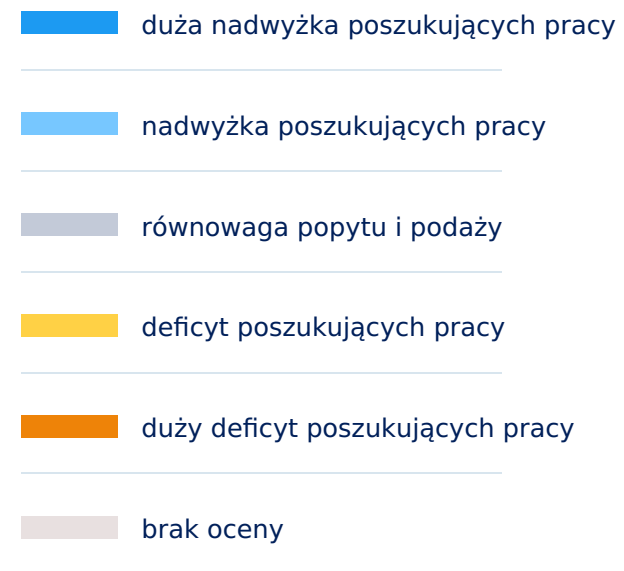 duża nadwyżka poszukujących pracy
nadwyżka poszukujących pracy
równowaga popytu i podaży
deficyt poszukujących pracy
duży deficyt poszukujących pracy
brak oceny